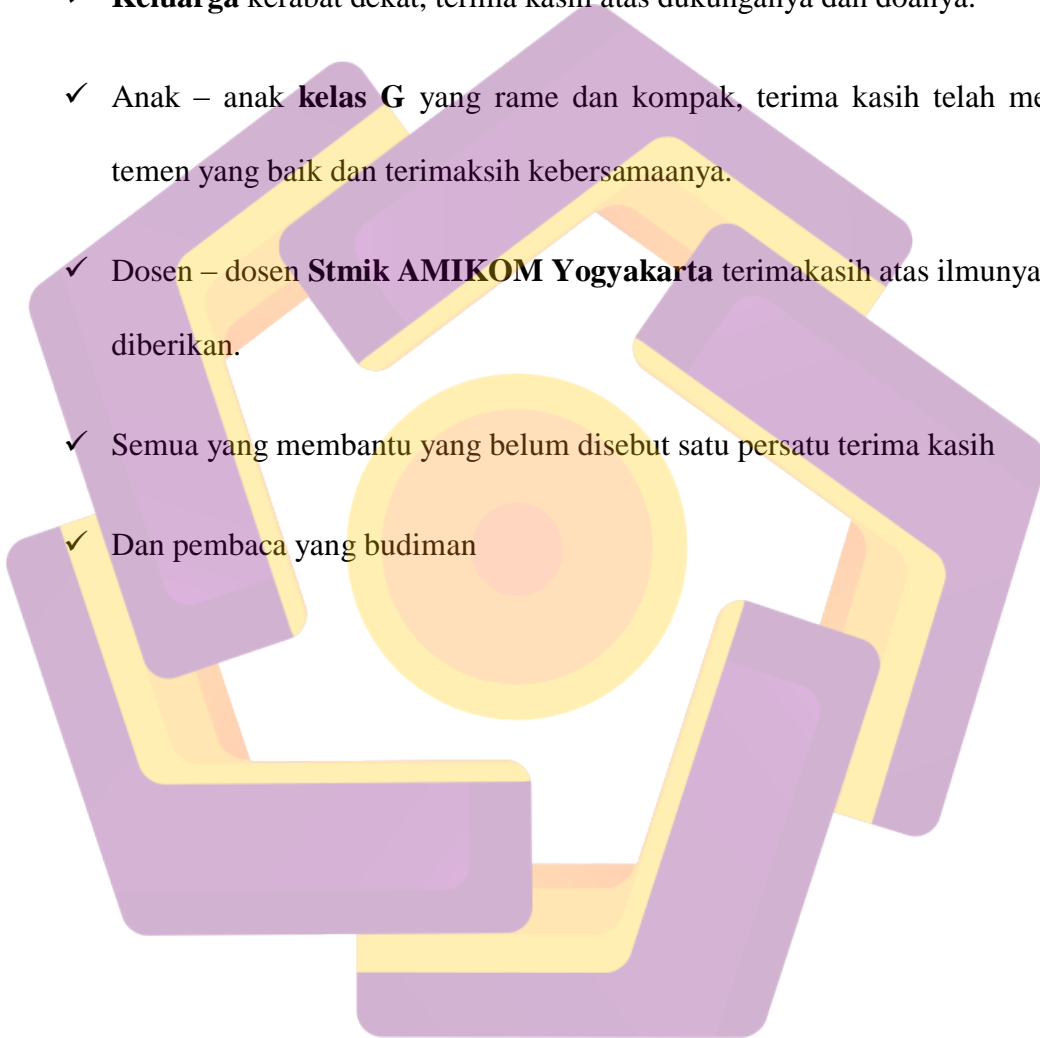 ✓ Keluarga kerabat dekat, terima kasih atas dukunganya dan doanya.
✓ Anak – anak kelas G yang rame dan kompak, terima kasih telah
temen yang baik dan terimaksih kebersamaanya.
✓ Dosen – dosen Stmik AMIKOM Yogyakarta terimakasih atas ilmunya
diberikan.
✓ Semua yang membantu yang belum disebut satu persatu terima kasih
✓ Dan pembaca yang budiman